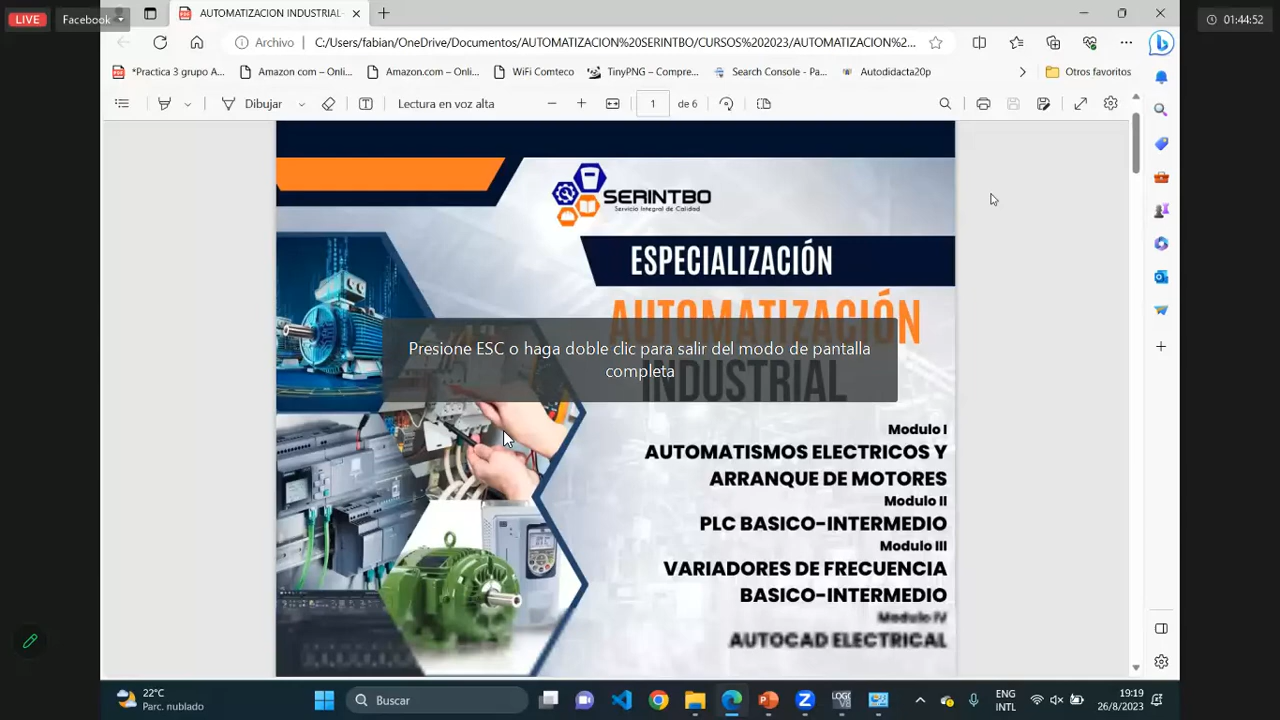 LIVE
Facebook
AUTOMATIZACION INDUSTRIAL-
01:44:52
Archivo
C:/Users/fabian/OneDrive/Documentos/AUTOMATIZACION%20SERINTBO/CURSOS%202023/AUTOMATIZACION%2...
*Practica 3 grupo A...
Amazon com – Onli...
Amazon.com – Onli...
WiFi Comteco
TinyPNG – Compre...
Search Console - Pa...
Autodidacta20p
Otros favoritos
Dibujar
Lectura en voz alta
1
de 6
SERINTBO
Servicio Integral de Calidad
ESPECIALIZACIÓN
AUTOMATIZACIÓN
INDUSTRIAL
Presione ESC o haga doble clic para salir del modo de pantalla
completa
Modulo I
AUTOMATISMOS ELECTRICOS Y
ARRANQUE DE MOTORES
Modulo II
PLC BASICO-INTERMEDIO
Modulo III
VARIADORES DE FRECUENCIA
BASICO-INTERMEDIO
Modulo IV
AUTOCAD ELECTRICAL
22°C
Parc. nublado
Buscar
ENG
INTL
19:19
26/8/2023